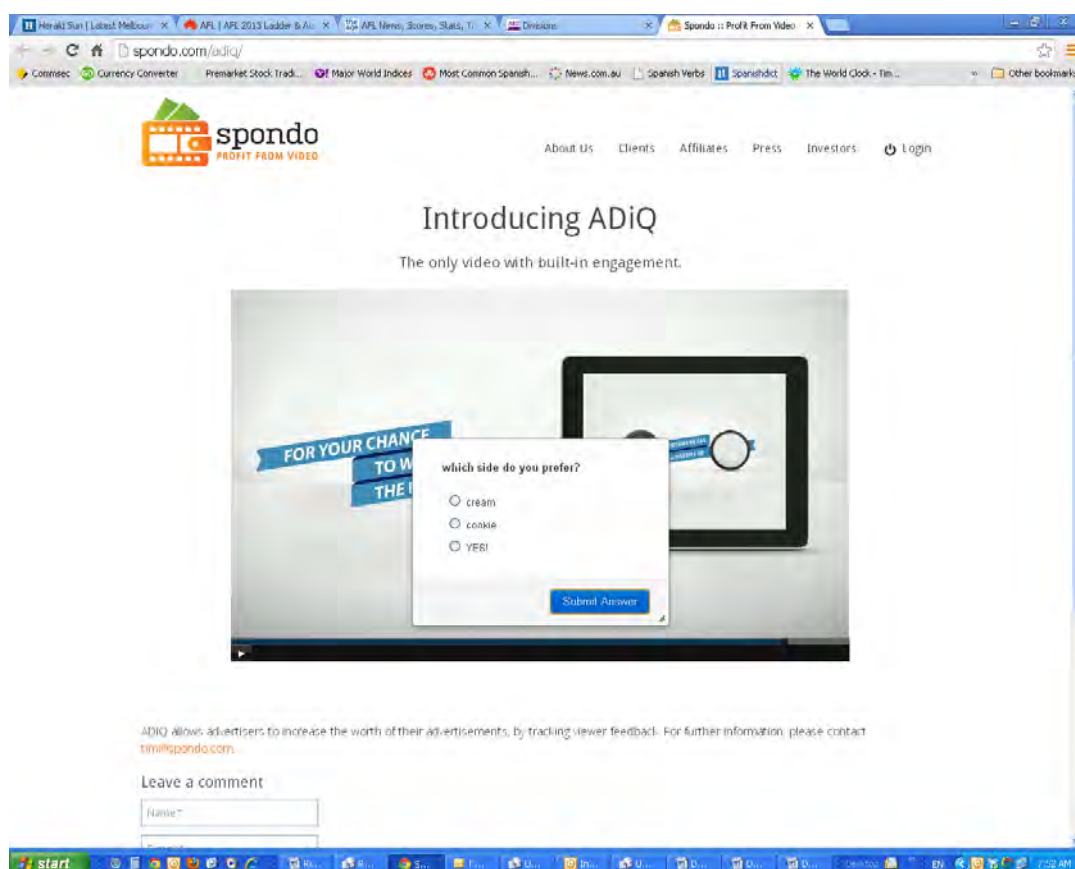 Herald Sun | Latest Melbour
AFL | AFL 2013 Ladder &
AFL News, Scores, Stats, Ti
Divisions
Spondo :: Profit From Video
spondo.com/adiq/
Commsec
Currency Converter
Premarket Stock Tradi...
Major World Indices
Most Common Spanish...
News.com.au
Spanish Verbs
Spanishdict
The World Clock - Tim...
Other bookmarks
spondo
PROFIT FROM VIDEO
About Us
Clients
Affiliates
Press
Investors
Login
Introducing ADiQ
The only video with built-in engagement.
FOR YOUR CHANCE
TO W
THE
which side do you prefer?
cream
cookie
YES!
Submit Answer
ADiQ allows advertisers to increase the worth of their advertisements, by tracking viewer feedback. For further information, please contact
tim@spondo.com
Leave a comment
Name*
start
EN
7:52 AM